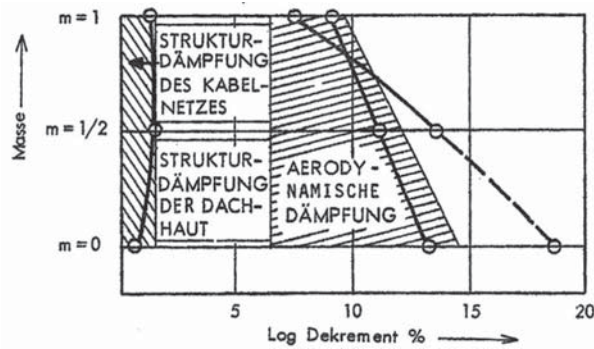 m=1
STRUKTUR-
DÄMPFUNG
DES KABEL-
NETZES
Masse
m=1/2
STRUKTUR-
DÄMPFUNG
DER DACH-
HAUT
AERODY-
NAMISCHE
DÄMPFUNG
m=0
5
10
15
20
Log Dekrement %